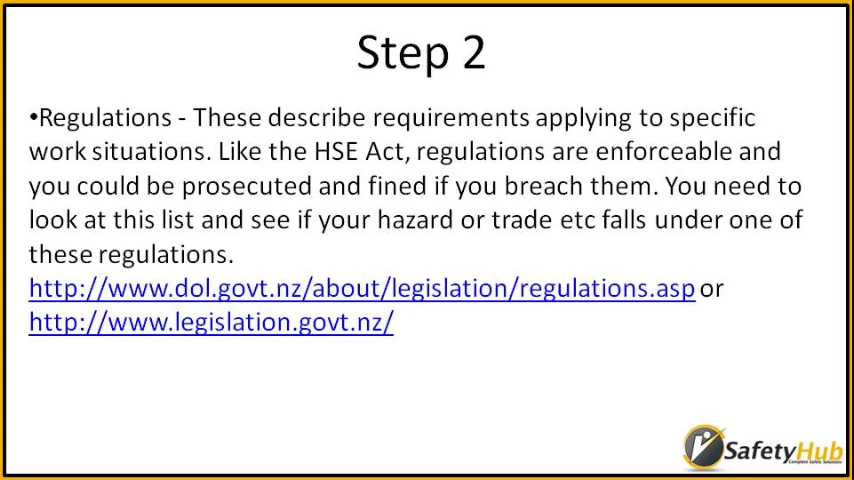 Step 2
•Regulations - These describe requirements applying to specific
work situations. Like the HSE Act, regulations are enforceable and
you could be prosecuted and fined if you breach them. You need to
look at this list and see if your hazard or trade etc falls under one of
these regulations.
http://www.dol.govt.nz/about/legislation/regulations.asp or
http://www.legislation.govt.nz/
SafetyHub
Complete Safety Solutions